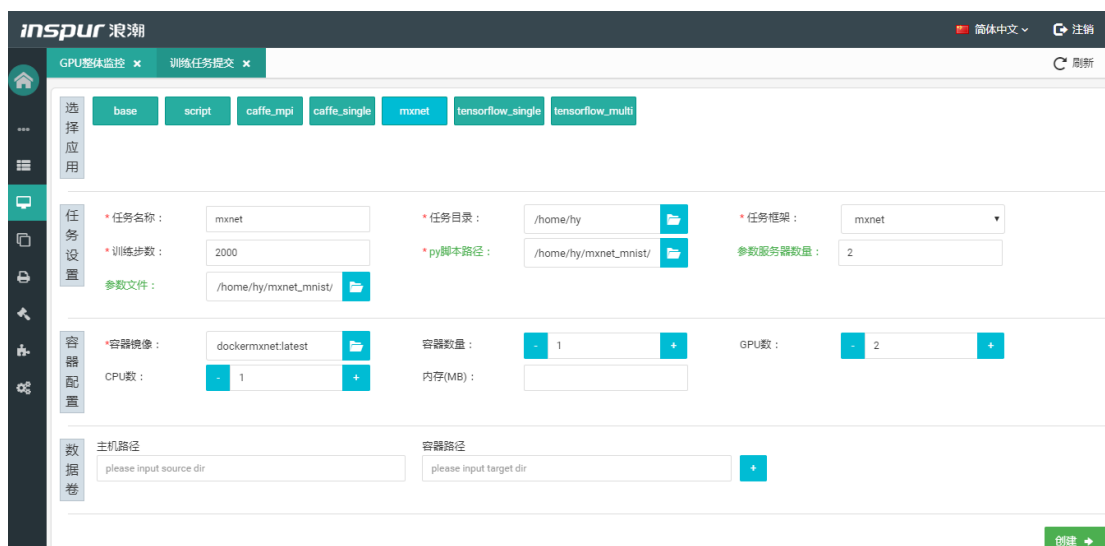 inspur 浪潮 简体中文 注销
GPU整体监控 × 训练任务提交 × 刷新
选择应用
base script caffe_mpi caffe_single mxnet tensorflow_single tensorflow_multi
任务设置
* 任务名称： mxnet * 任务目录： /home/hy * 任务框架： mxnet
* 训练步数： 2000 * py脚本路径： /home/hy/mxnet_mnist/ 参数服务器数量： 2
参数文件： /home/hy/mxnet_mnist/
容器配置
*容器镜像： dockermxnet:latest 容器数量： - 1 + GPU数： - 2 +
CPU数： - 1 + 内存(MB)：
数据卷
主机路径 容器路径
please input source dir please input target dir +
创建